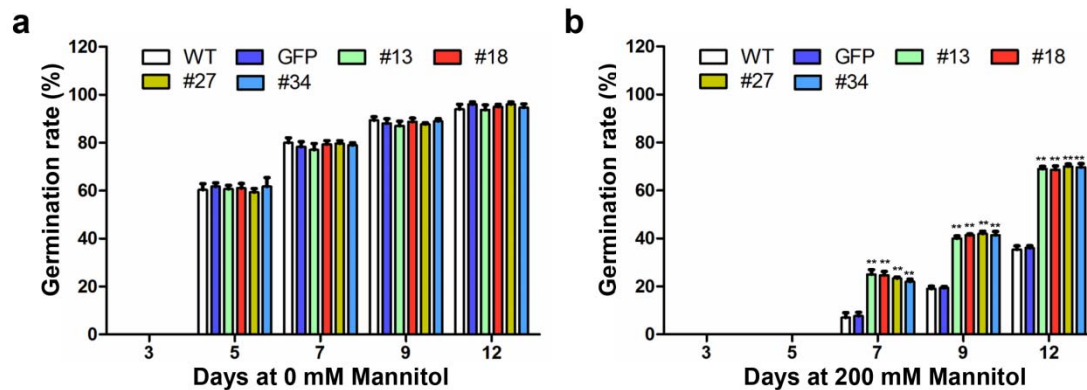 a
120
100
80
60
40
20
0
Germination rate (%)
WT GFP #13 #18
#27 #34
3 5 7 9 12
Days at 0 mM Mannitol
b
120
100
80
60
40
20
0
Germination rate (%)
WT GFP #13 #18
#27 #34
** ** ** **
** ** ** **
** ** ** **
3 5 7 9 12
Days at 200 mM Mannitol